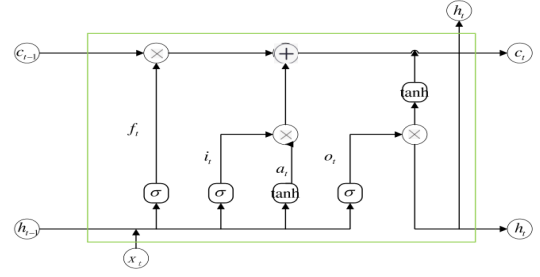 h_t
c_{t-1} × + c_t
tanh
f_t × ×
i_t a_t o_t
σ σ tanh σ
h_{t-1} h_t
x_t